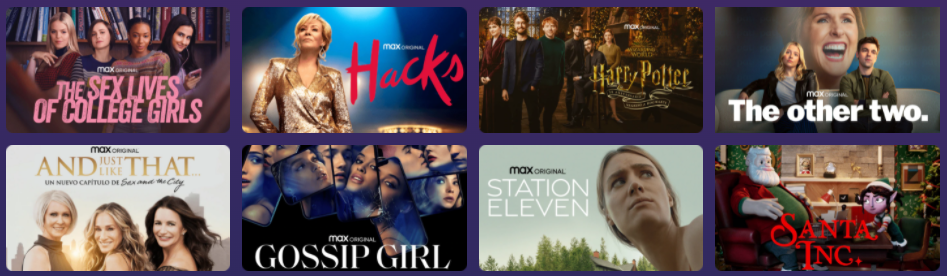 max ORIGINAL
THE SEX LIVES
OF COLLEGE GIRLS
max ORIGINAL
Hacks
max ORIGINAL
Harry Potter
max ORIGINAL
The other two.
max ORIGINAL
AND JUST LIKE THAT...
UN NUEVO CAPÍTULO DE Sex and the City
max ORIGINAL
GOSSIP GIRL
max ORIGINAL
STATION
ELEVEN
SANTA,
INC.